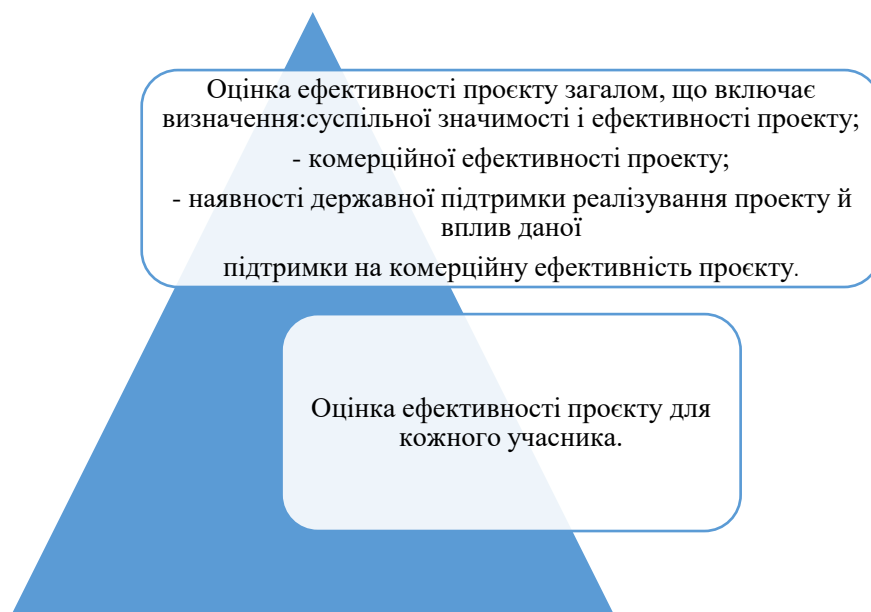 Оцінка ефективності проєкту загалом, що включає
визначення:суспільної значимості і ефективності проекту;
- комерційної ефективності проекту;
- наявності державної підтримки реалізування проекту й
вплив даної
підтримки на комерційну ефективність проєкту.
Оцінка ефективності проєкту для
кожного учасника.